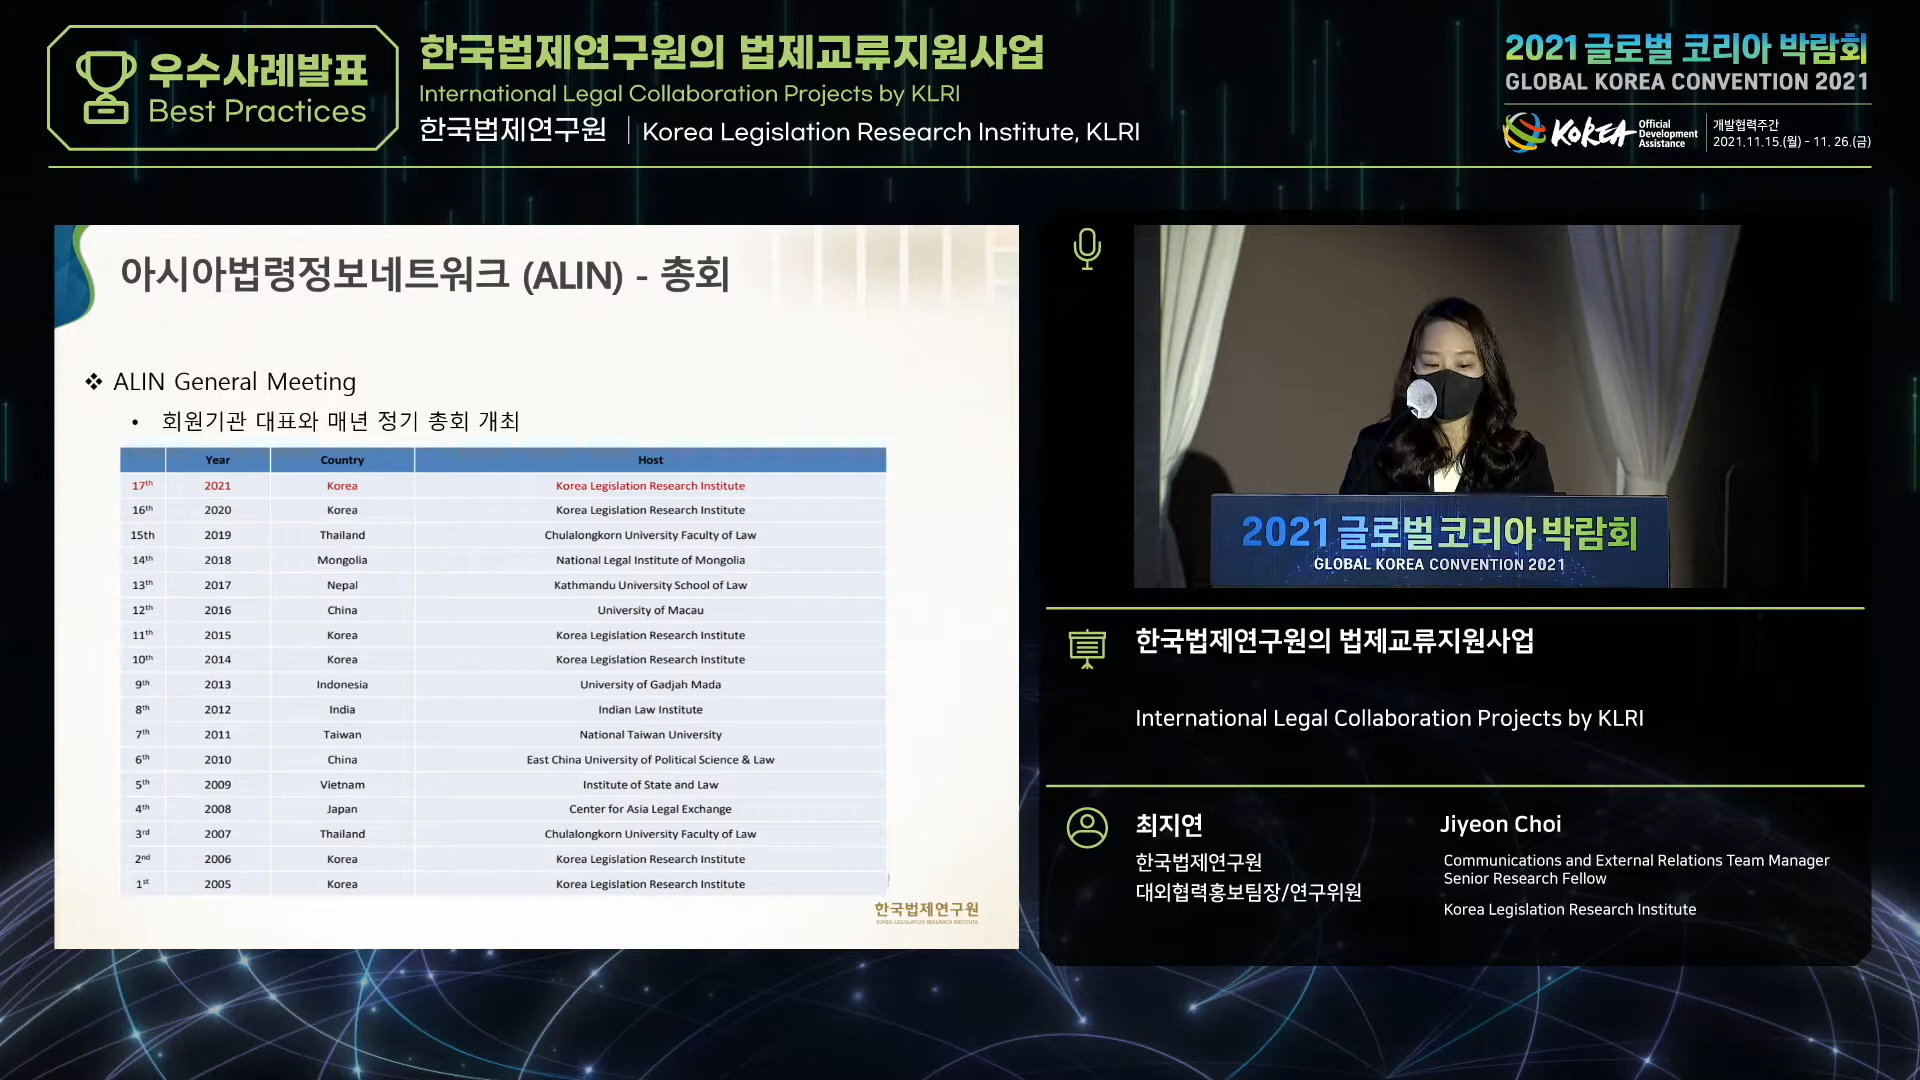 우수사례발표
Best Practices
한국법제연구원의 법제교류지원사업
International Legal Collaboration Projects by KLRI
한국법제연구원 | Korea Legislation Research Institute, KLRI
2021 글로벌 코리아 박람회
GLOBAL KOREA CONVENTION 2021
KOREA Official Development Assistance
개발협력주간
2021.11.15.(월) - 11. 26.(금)
아시아법령정보네트워크 (ALIN) - 총회
❖ ALIN General Meeting
• 회원기관 대표와 매년 정기 총회 개최
Year Country Host
17th 2021 Korea Korea Legislation Research Institute
16th 2020 Korea Korea Legislation Research Institute
15th 2019 Thailand Chulalongkorn University Faculty of Law
14th 2018 Mongolia National Legal Institute of Mongolia
13th 2017 Nepal Kathmandu University School of Law
12th 2016 China University of Macau
11th 2015 Korea Korea Legislation Research Institute
10th 2014 Korea Korea Legislation Research Institute
9th 2013 Indonesia University of Gadjah Mada
8th 2012 India Indian Law Institute
7th 2011 Taiwan National Taiwan University
6th 2010 China East China University of Political Science & Law
5th 2009 Vietnam Institute of State and Law
4th 2008 Japan Center for Asia Legal Exchange
3rd 2007 Thailand Chulalongkorn University Faculty of Law
2nd 2006 Korea Korea Legislation Research Institute
1st 2005 Korea Korea Legislation Research Institute
한국법제연구원
KOREA LEGISLATION RESEARCH INSTITUTE
2021 글로벌 코리아 박람회
GLOBAL KOREA CONVENTION 2021
한국법제연구원의 법제교류지원사업
International Legal Collaboration Projects by KLRI
최지연
한국법제연구원
대외협력홍보팀장/연구위원
Jiyeon Choi
Communications and External Relations Team Manager
Senior Research Fellow
Korea Legislation Research Institute